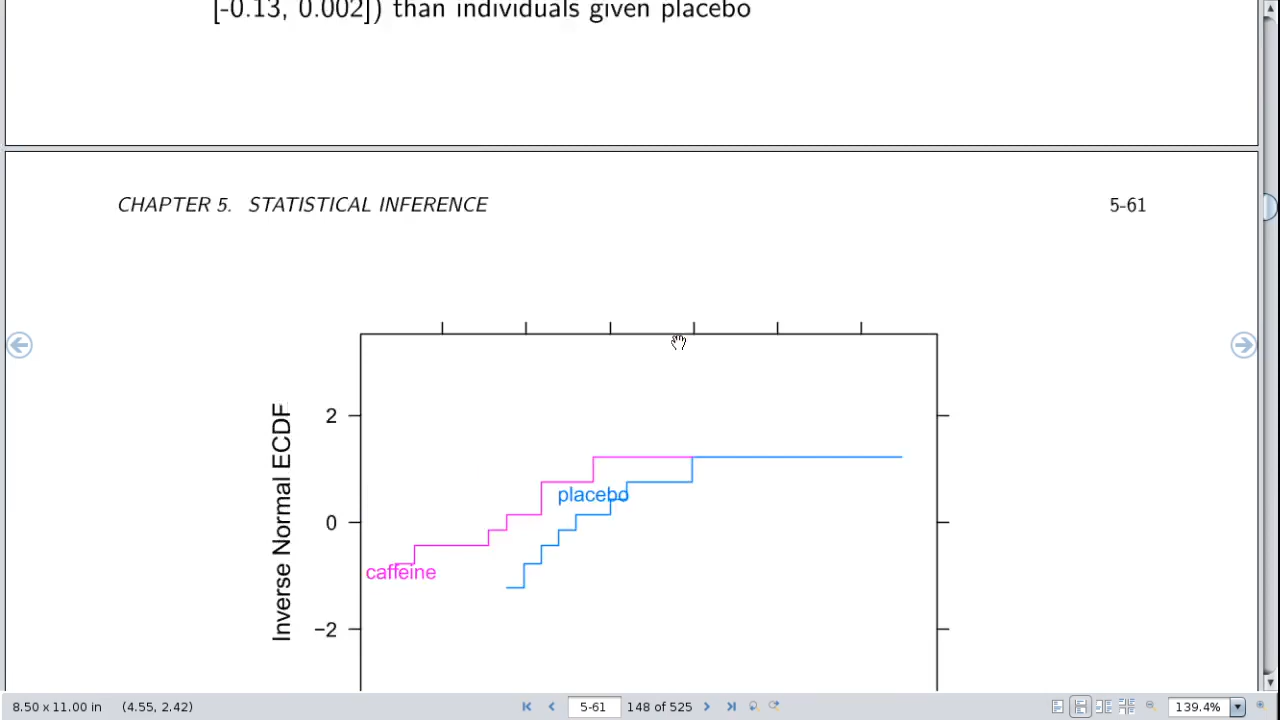 [-0.13, 0.002]) than individuals given placebo
CHAPTER 5. STATISTICAL INFERENCE 5-61
Inverse Normal ECDF
2
0
−2
placebo
caffeine
8.50 x 11.00 in (4.55, 2.42) 5-61 148 of 525 139.4%